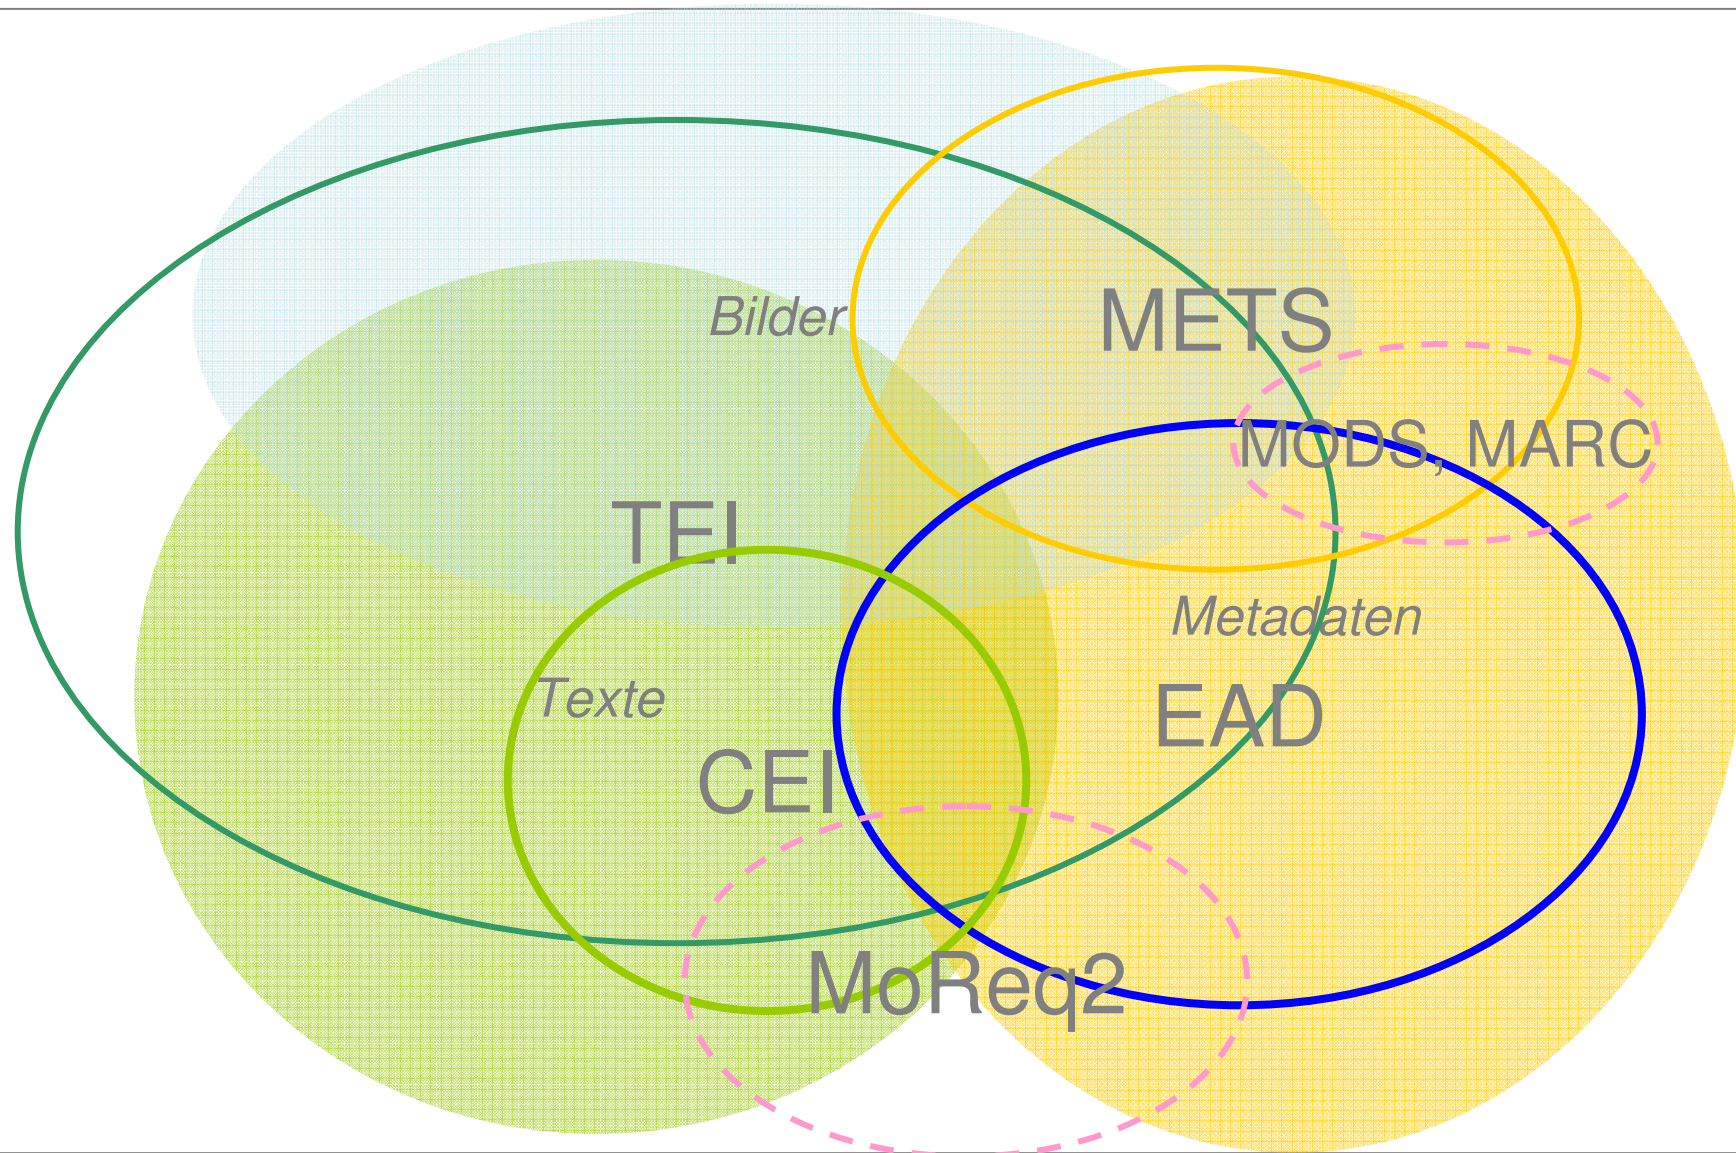 Bilder
METS
MODS, MARC
TEI
Metadaten
Texte
EAD
CEI
MoReq2